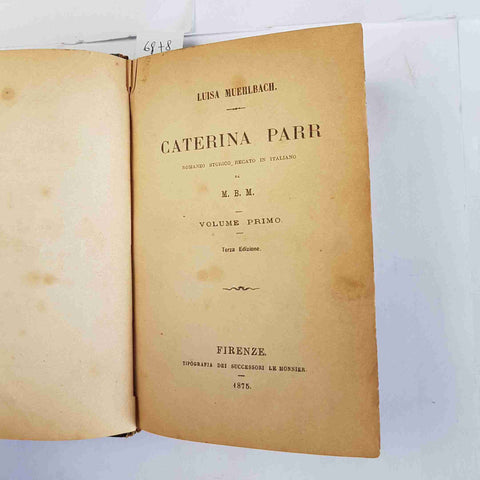 6978
LUISA MUERLBACH.
CATERINA PARR
ROMANZO STORICO RECATO IN ITALIANO
DA
M. B. M.
VOLUME PRIMO.
Terza Edizione.
FIRENZE.
TIPOGRAFIA DEI SUCCESSORI LE MONNIER.
1875.